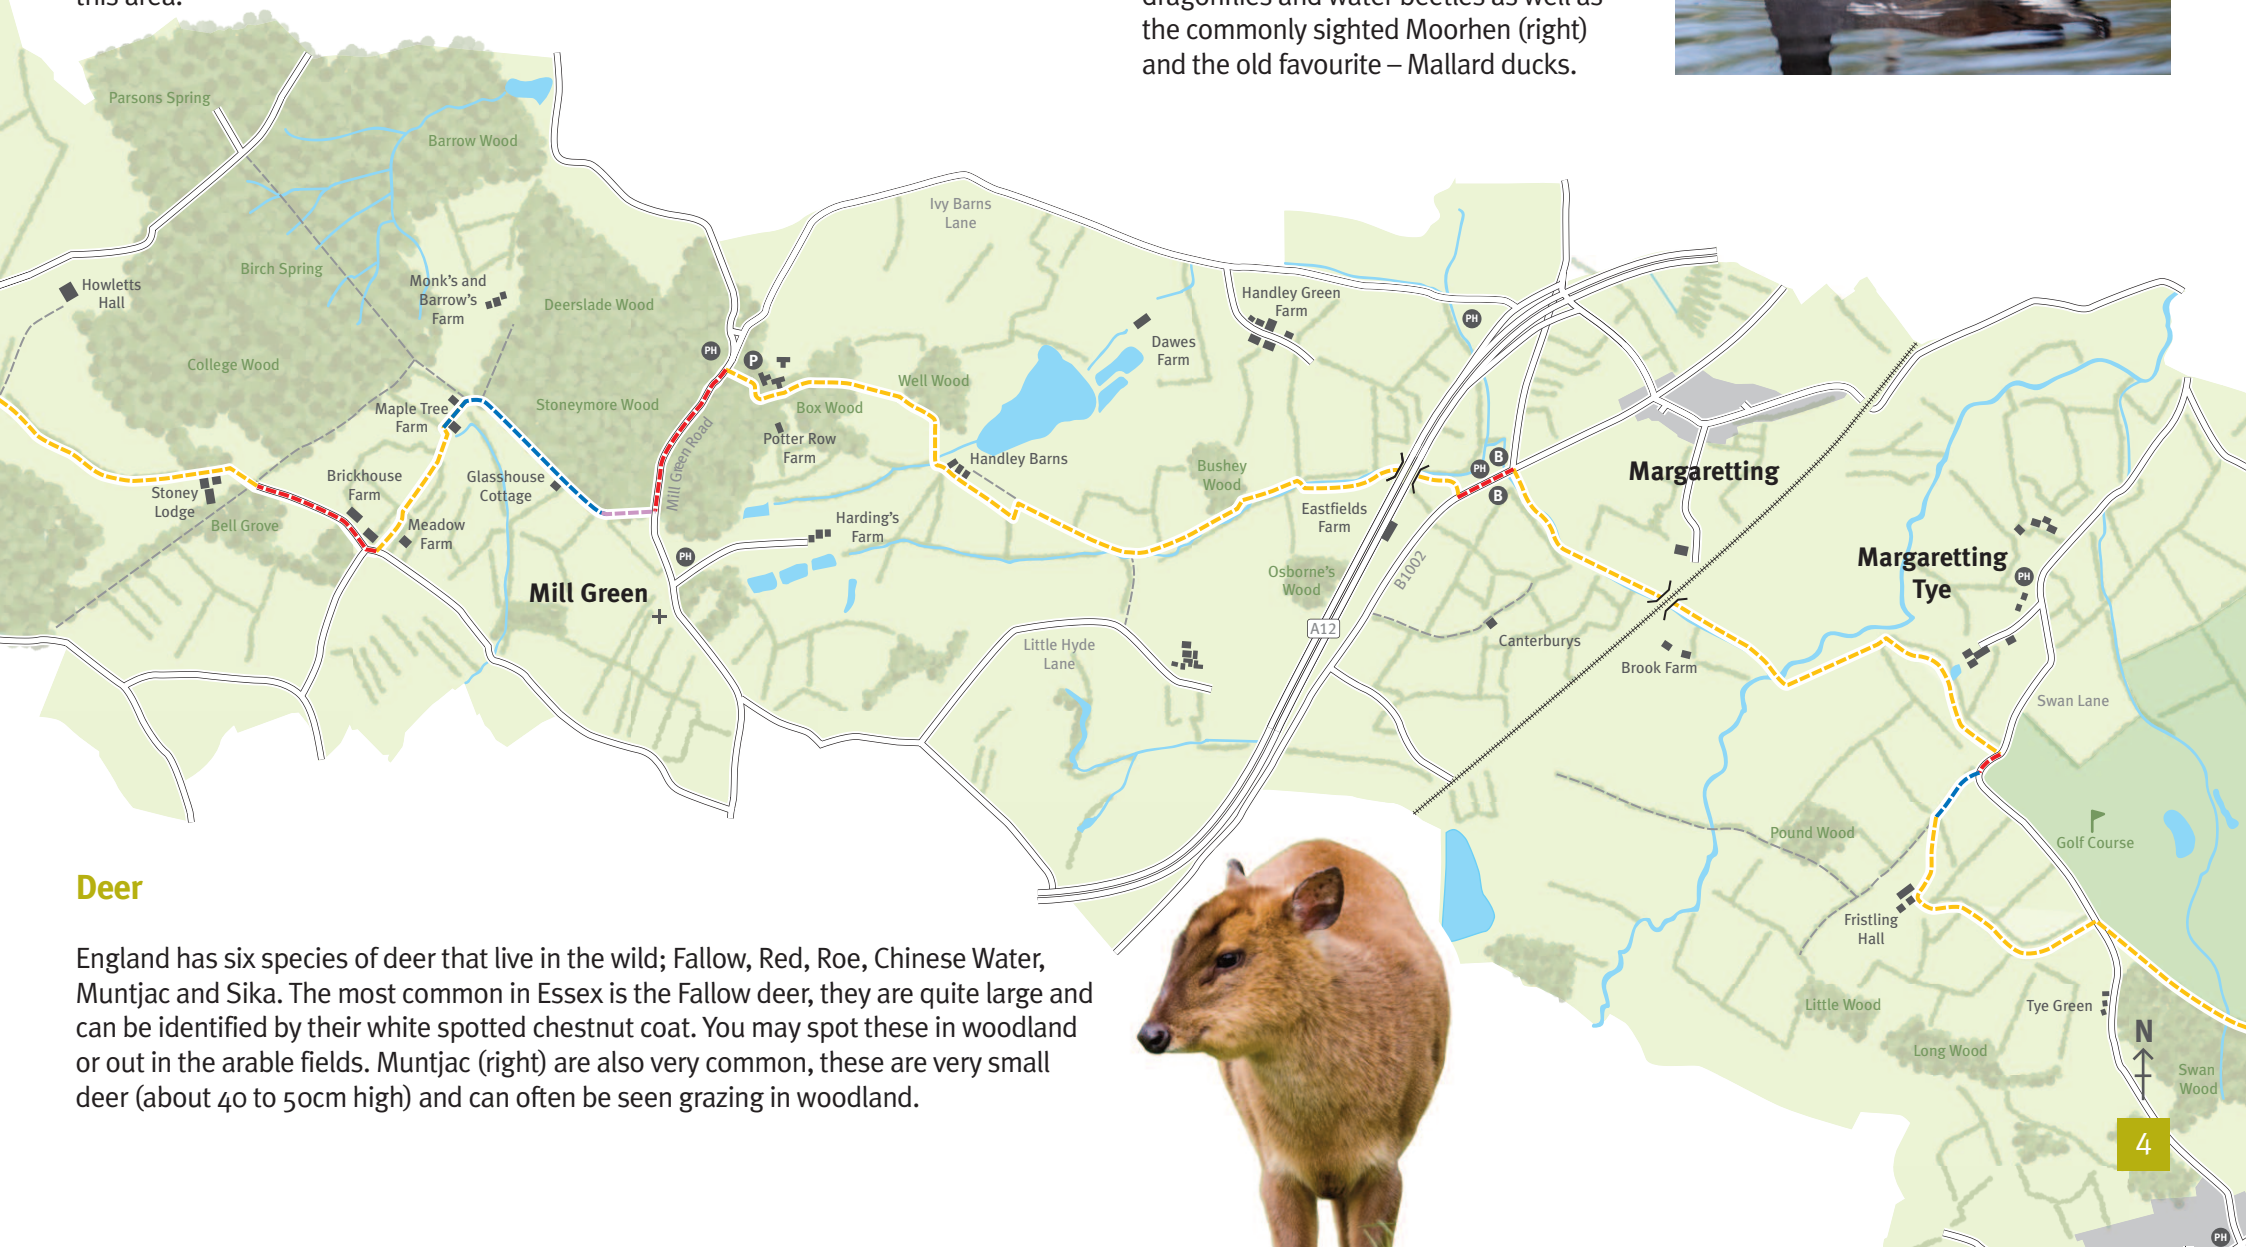 this area.
dragonflies and water beetles as well as
the commonly sighted Moorhen (right)
and the old favourite – Mallard ducks.
Parsons Spring
Barrow Wood
Ivy Barns
Lane
Birch Spring
Howletts
Hall
Monk's and
Barrow's
Farm
Deerslade Wood
Handley Green
Farm
PH
Dawes
Farm
College Wood
PH
P
Well Wood
Maple Tree
Farm
Stoneymore Wood
Box Wood
Mill Green Road
Potter Row
Farm
Handley Barns
Bushey
Wood
PH
B
B
Margaretting
Stoney
Lodge
Brickhouse
Farm
Glasshouse
Cottage
Bell Grove
Meadow
Farm
Harding's
Farm
Eastfields
Farm
PH
Mill Green
Osborne's
Wood
B1002
Margaretting
Tye
PH
A12
Little Hyde
Lane
Canterburys
Brook Farm
Swan Lane
Pound Wood
Golf Course
Fristling
Hall
Little Wood
Tye Green
Long Wood
N
Swan
Wood
Deer
England has six species of deer that live in the wild; Fallow, Red, Roe, Chinese Water,
Muntjac and Sika. The most common in Essex is the Fallow deer, they are quite large and
can be identified by their white spotted chestnut coat. You may spot these in woodland
or out in the arable fields. Muntjac (right) are also very common, these are very small
deer (about 40 to 50cm high) and can often be seen grazing in woodland.
4
PH